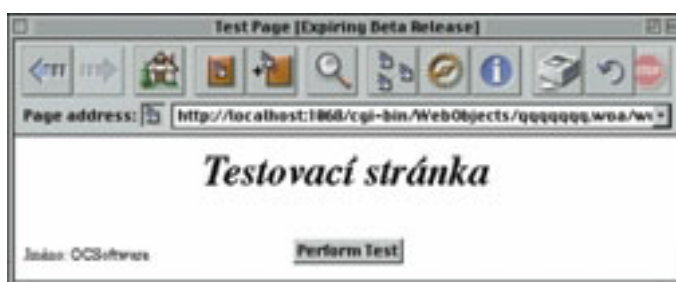 Test Page [Expiring Beta Release]
STOP
Page address: http://localhost:1868/cgi-bin/WebObjects/qqqqqqq.woa/w
Testovací stránka
Jméno: OCSoftware
Perform Test